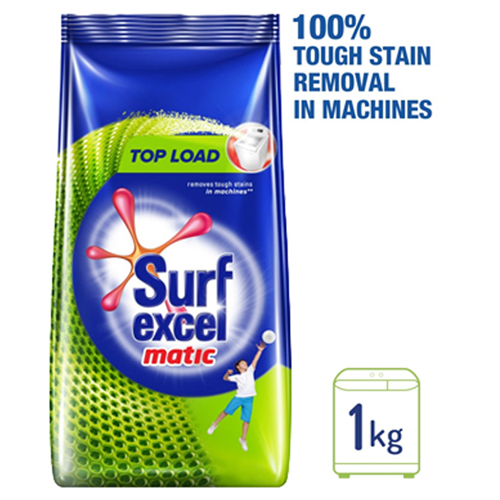 100%
TOUGH STAIN
REMOVAL
IN MACHINES
TOP LOAD
removes tough stains
in machines**
Surf
excel
matic
1kg